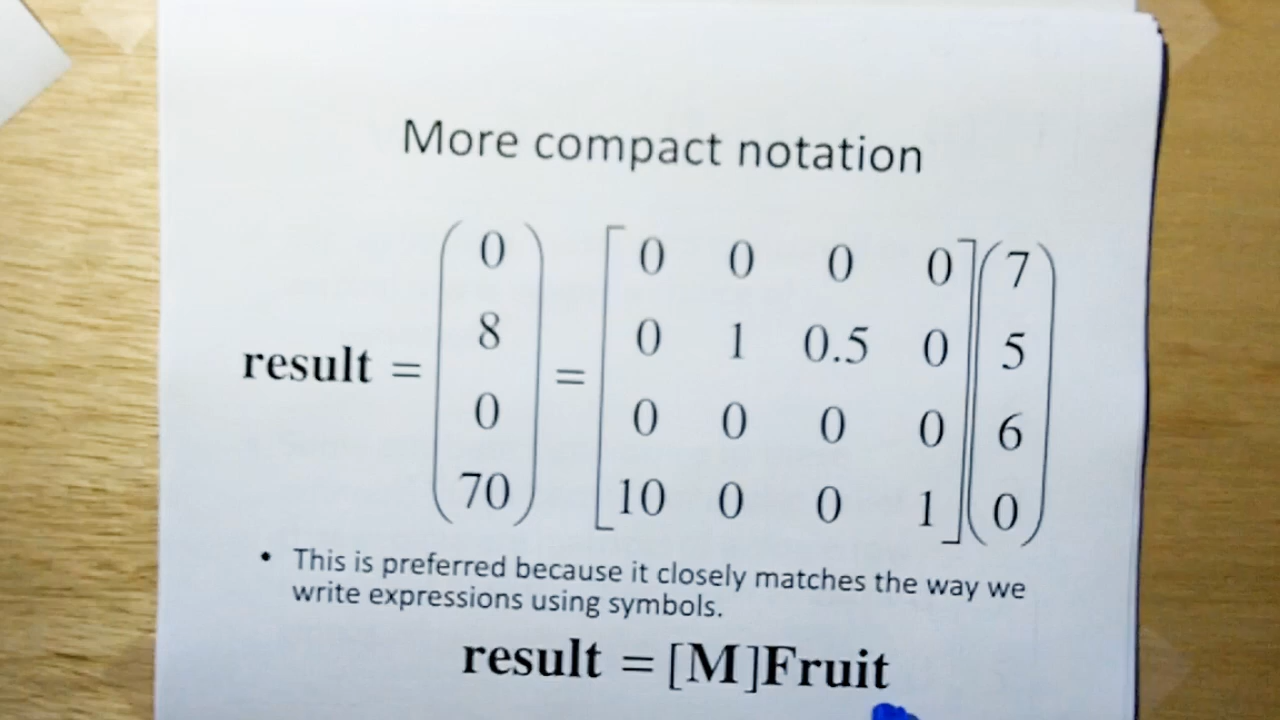 More compact notation
result = (0 8 0 70) = [0 0 0 0 0 1 0.5 0 0 0 0 0 10 0 0 1](7 5 6 0)
• This is preferred because it closely matches the way we
write expressions using symbols.
result = [M]Fruit